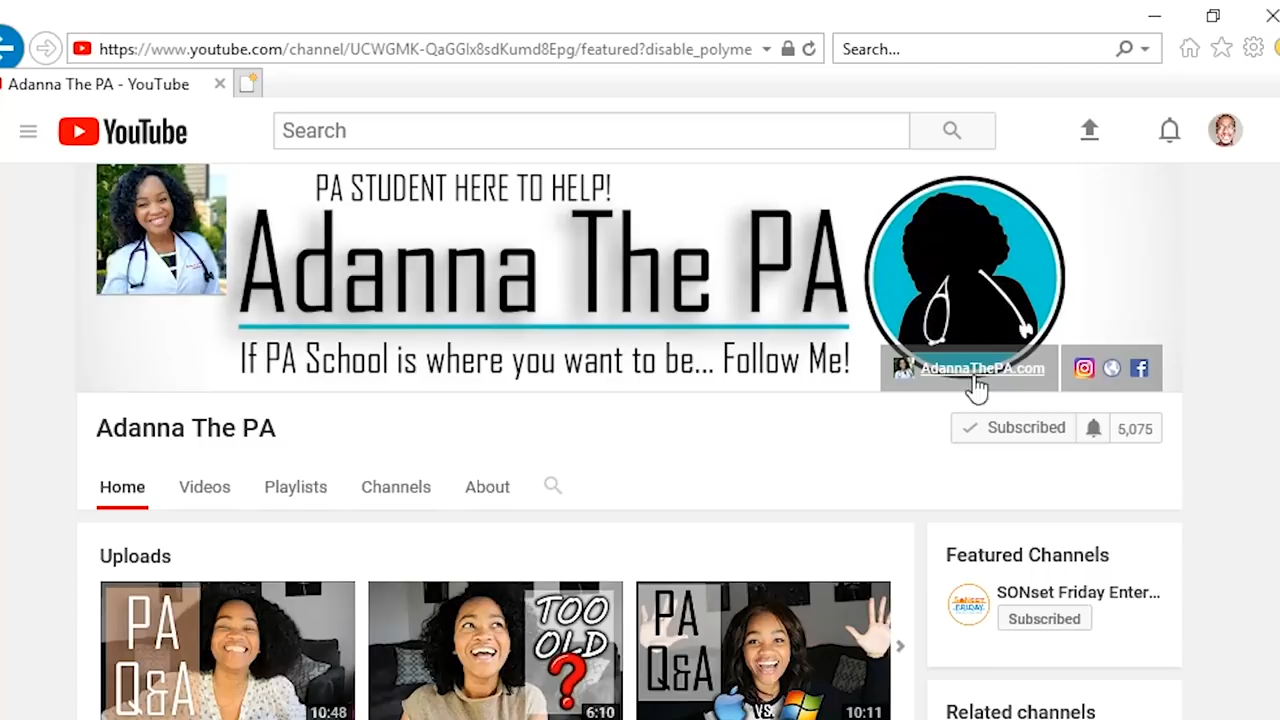 https://www.youtube.com/channel/UCWGMK-QaGGlx8sdKumd8Epg/featured?disable_polyme
Search...
Adanna The PA - YouTube
YouTube
Search
PA STUDENT HERE TO HELP!
Adanna The PA
If PA School is where you want to be... Follow Me!
AdannaThePA.com
Adanna The PA
Subscribed
5,075
Home
Videos
Playlists
Channels
About
Uploads
PA
Q&A
10:48
TOO
OLD
?
6:10
PA
Q&A
VS.
10:11
Featured Channels
SONset Friday Enter...
SONSET
FRIDAY
Subscribed
Related channels